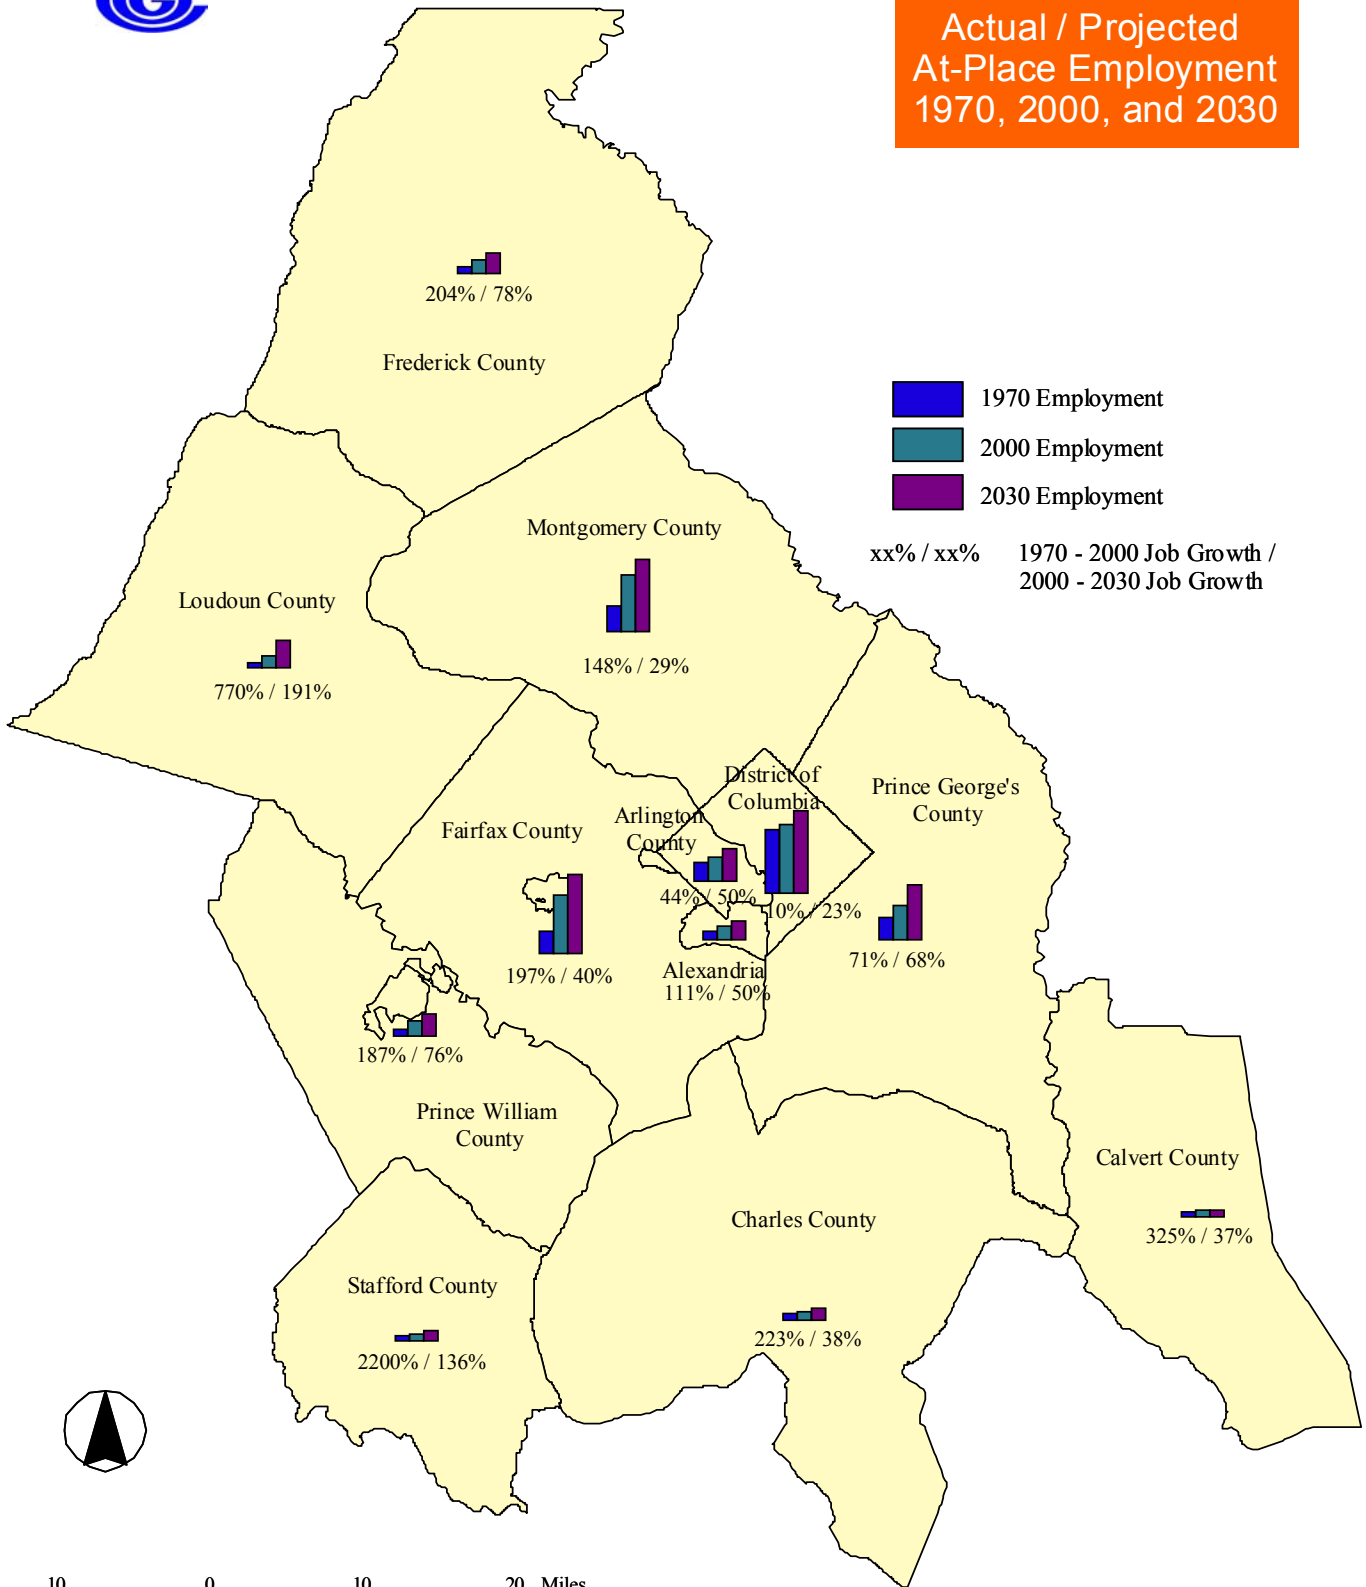 G
Actual / Projected
At-Place Employment
1970, 2000, and 2030
204% / 78%
Frederick County
1970 Employment
2000 Employment
2030 Employment
xx% / xx%    1970 - 2000 Job Growth /
2000 - 2030 Job Growth
Montgomery County
148% / 29%
Loudoun County
770% / 191%
District of
Columbia
10% / 23%
Prince George's
County
71% / 68%
Arlington
County
44% / 50%
Fairfax County
197% / 40%
Alexandria
111% / 50%
187% / 76%
Prince William
County
Calvert County
325% / 37%
Charles County
223% / 38%
Stafford County
2200% / 136%
10 0 10 20 Miles